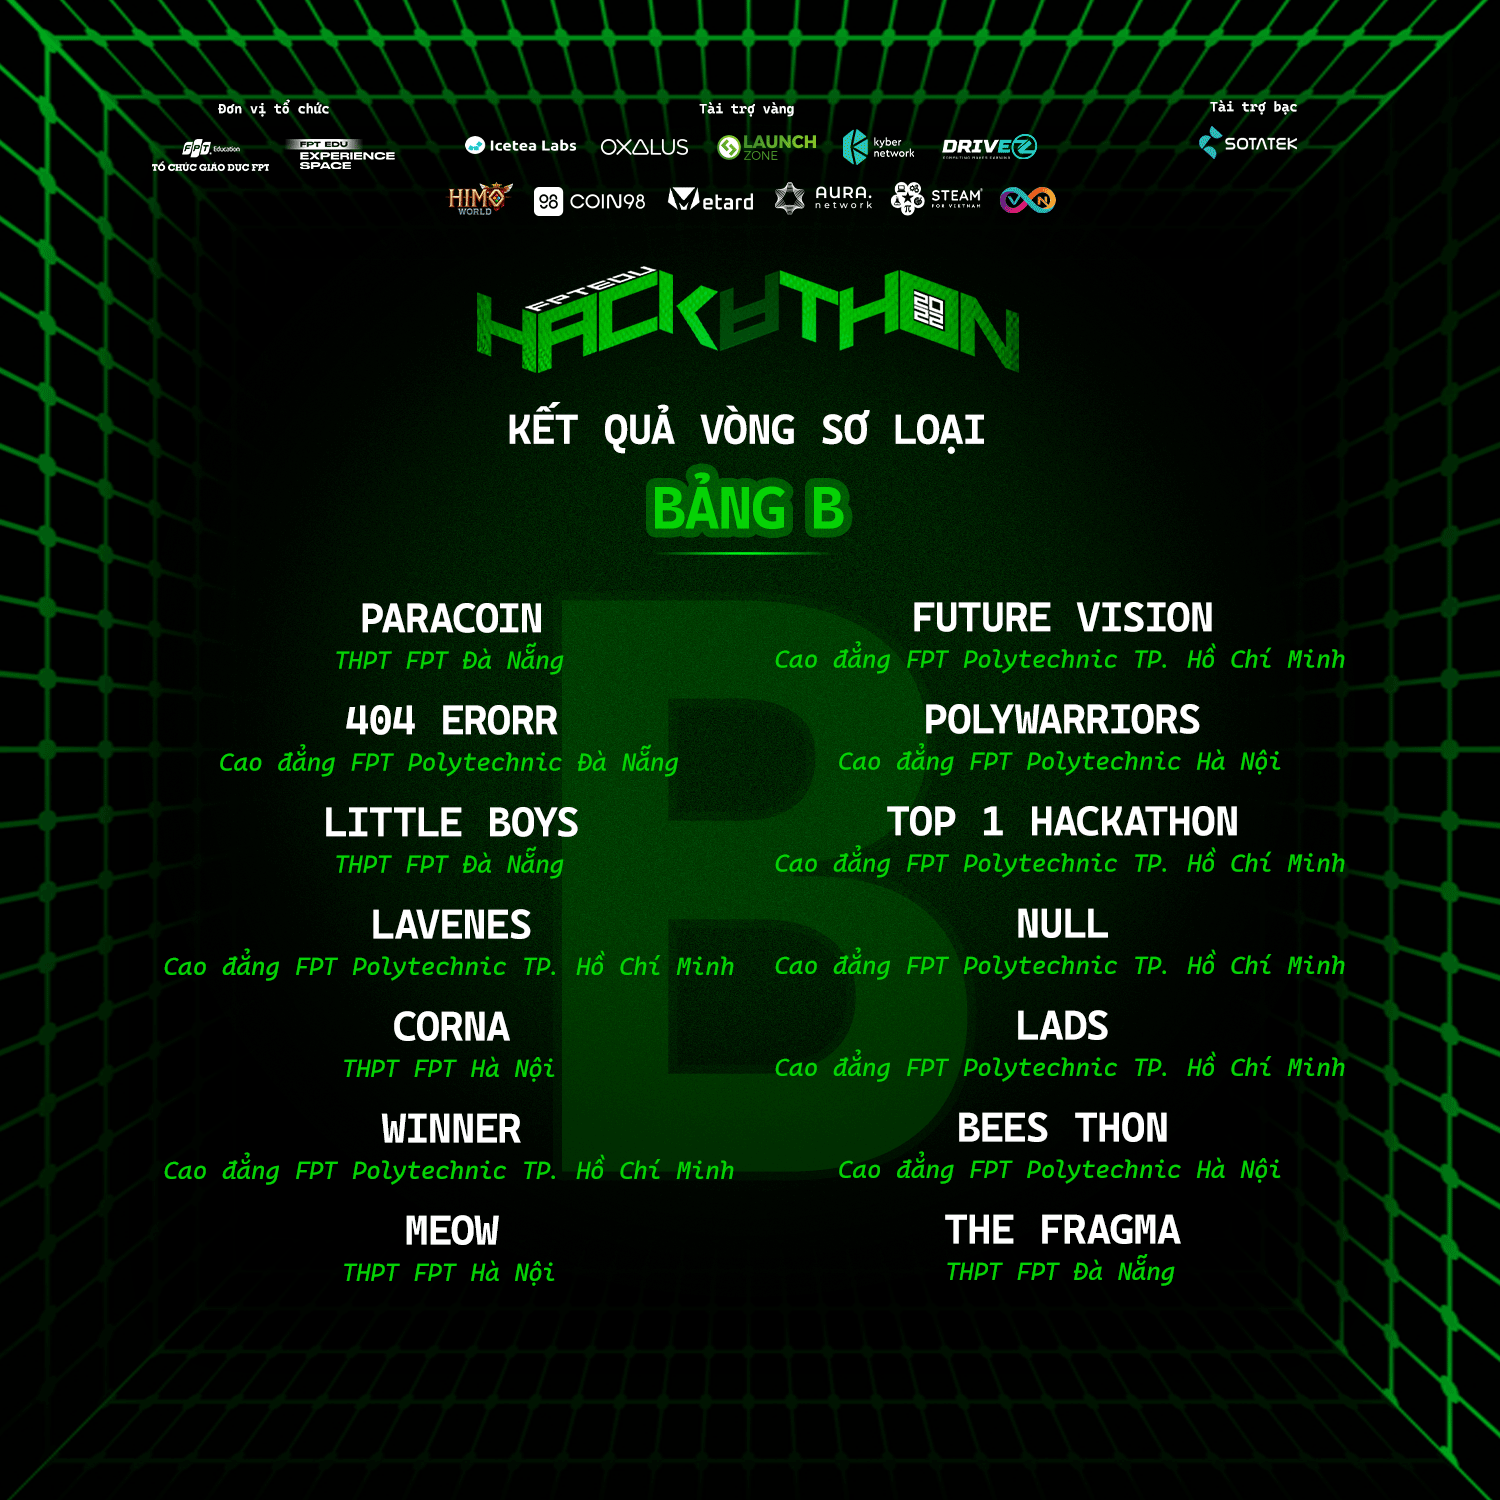 Đơn vị tổ chức
Tài trợ vàng
Tài trợ bạc
FPT Education
TỔ CHỨC GIÁO DỤC FPT
FPT EDU
EXPERIENCE
SPACE
Icetea Labs
OXALUS
LAUNCH
ZONE
kyber
network
DRIVEZ
SOTATEK
HIMO
WORLD
98 COIN98
etard
AURA.
network
STEAM
FOR VIETNAM
VN
FPTEDU
HACKATHON
2022
KẾT QUẢ VÒNG SƠ LOẠI
BẢNG B
B
PARACOIN
THPT FPT Đà Nẵng
404 ERORR
Cao đẳng FPT Polytechnic Đà Nẵng
LITTLE BOYS
THPT FPT Đà Nẵng
LAVENES
Cao đẳng FPT Polytechnic TP. Hồ Chí Minh
CORNA
THPT FPT Hà Nội
WINNER
Cao đẳng FPT Polytechnic TP. Hồ Chí Minh
MEOW
THPT FPT Hà Nội
FUTURE VISION
Cao đẳng FPT Polytechnic TP. Hồ Chí Minh
POLYWARRIORS
Cao đẳng FPT Polytechnic Hà Nội
TOP 1 HACKATHON
Cao đẳng FPT Polytechnic TP. Hồ Chí Minh
NULL
Cao đẳng FPT Polytechnic TP. Hồ Chí Minh
LADS
Cao đẳng FPT Polytechnic TP. Hồ Chí Minh
BEES THON
Cao đẳng FPT Polytechnic Hà Nội
THE FRAGMA
THPT FPT Đà Nẵng